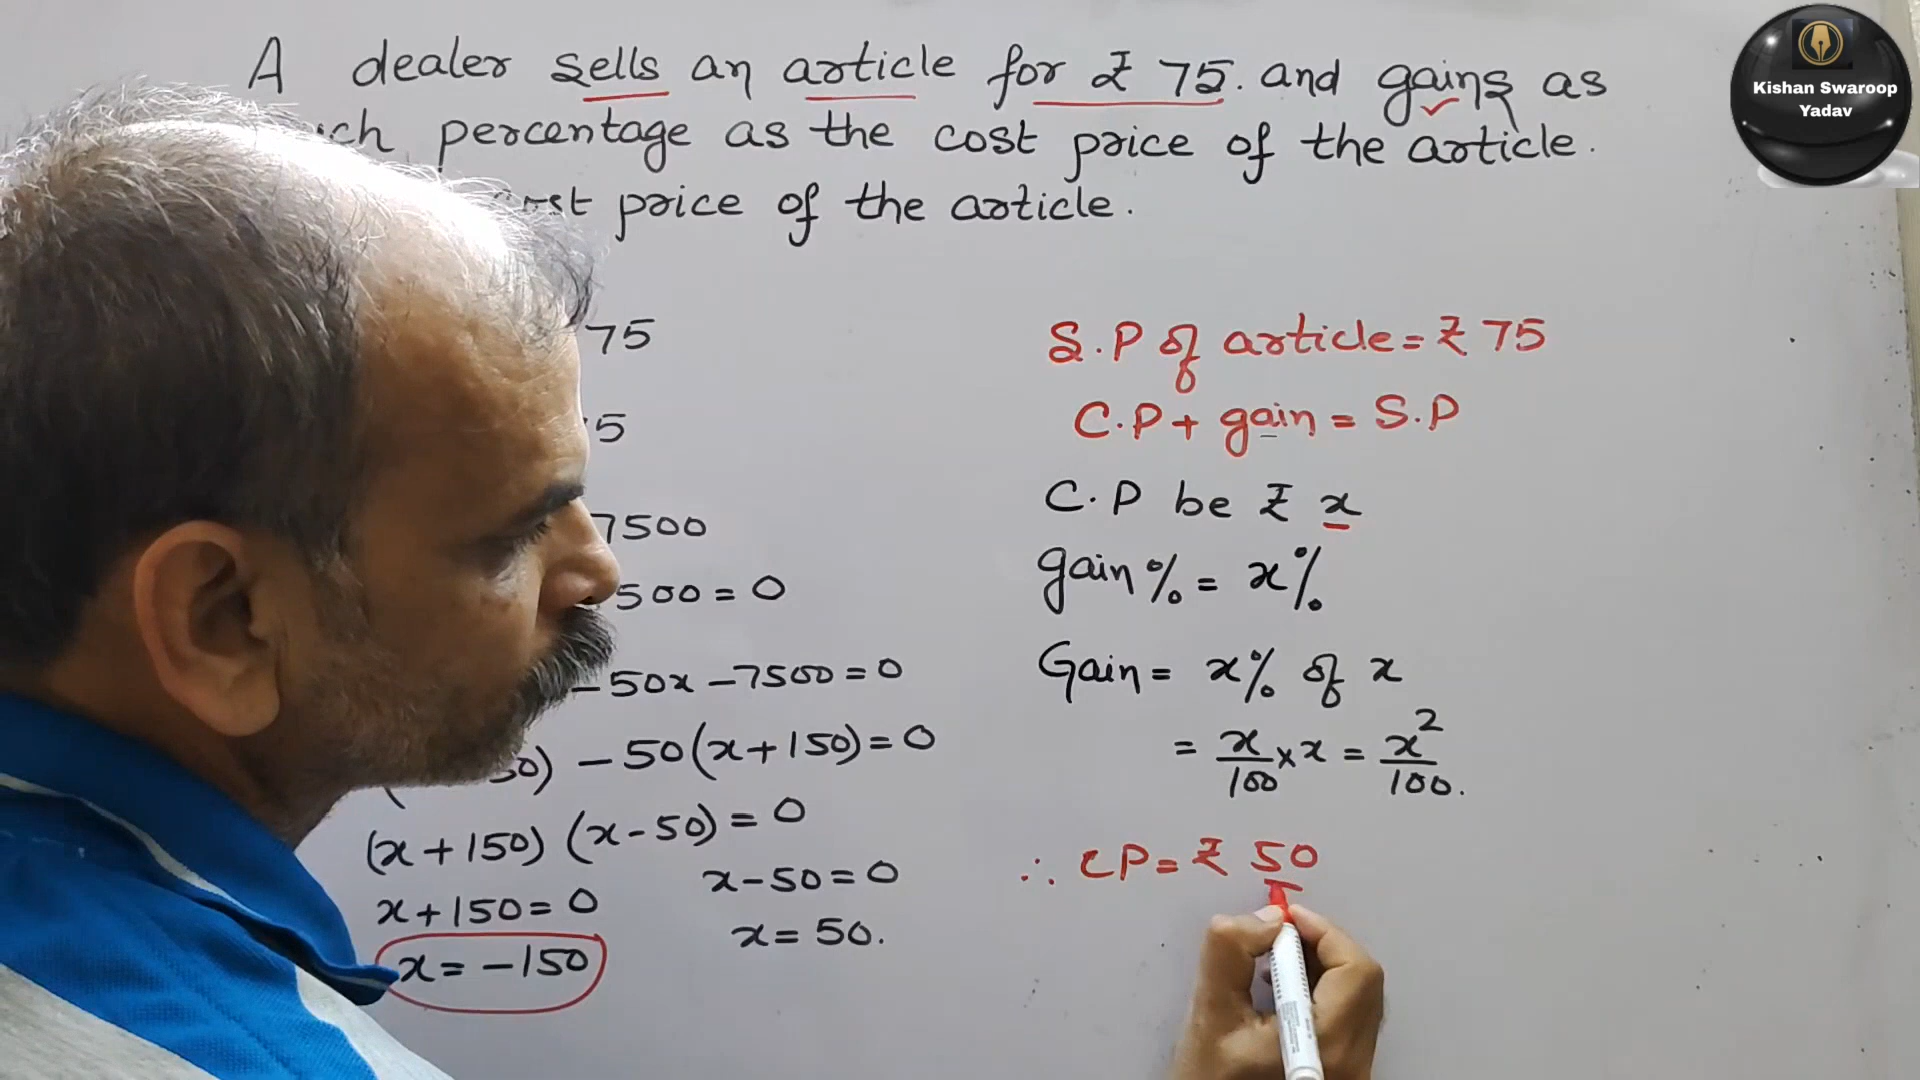 A dealer sells an article for ₹ 75. and gains as
percentage as the cost price of the article.
price of the article.
Kishan Swaroop
Yadav
75
5
7500
500 = 0
-50x -7500 = 0
50) -50(x+150) = 0
(x+150) (x-50) = 0
x+150=0
x=-150
x-50=0
x=50.
S.P of article = ₹ 75
C.P + gain = S.P
C.P be ₹ x
gain % = x%
Gain = x% of x
= x/100 × x = x²/100.
∴ CP = ₹ 50